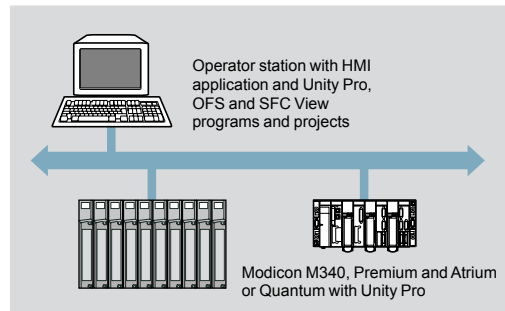 Operator station with HMI
application and Unity Pro,
OFS and SFC View
programs and projects
Modicon M340, Premium and Atrium
or Quantum with Unity Pro